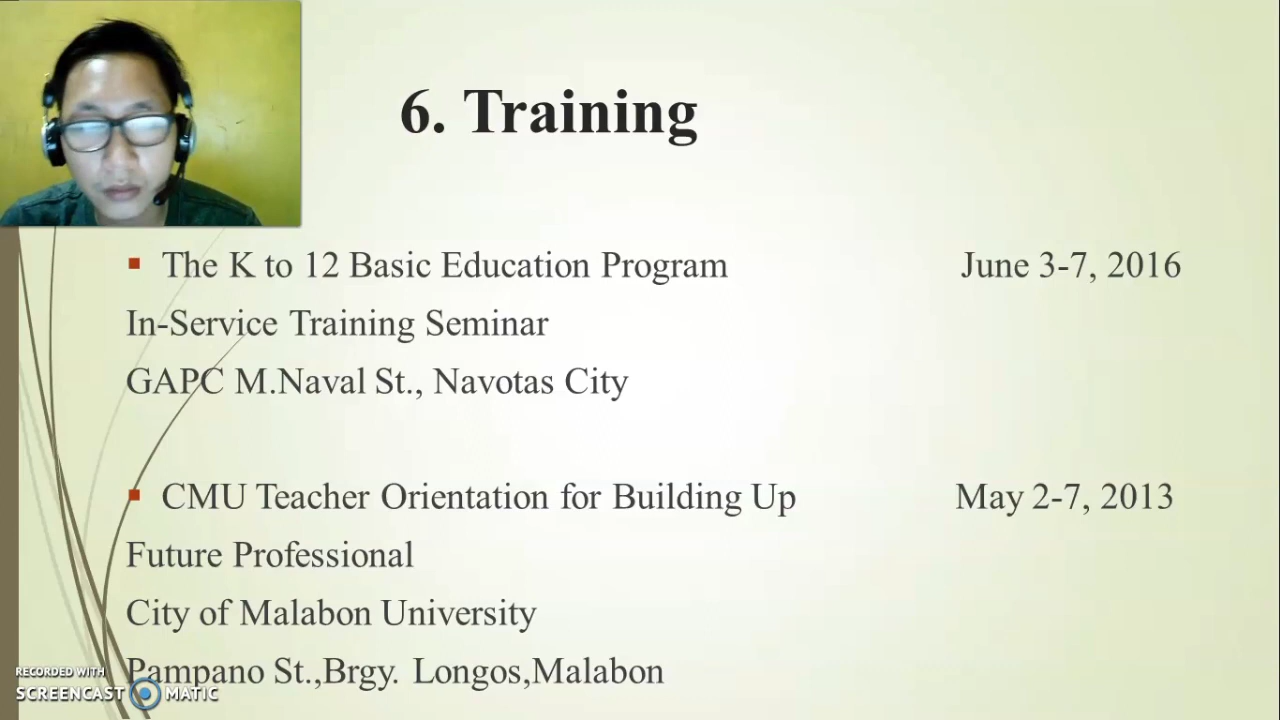 6. Training
The K to 12 Basic Education Program June 3-7, 2016
In-Service Training Seminar
GAPC M.Naval St., Navotas City
CMU Teacher Orientation for Building Up May 2-7, 2013
Future Professional
City of Malabon University
Pampano St.,Brgy. Longos,Malabon
RECORDED WITH
SCREENCAST MATIC